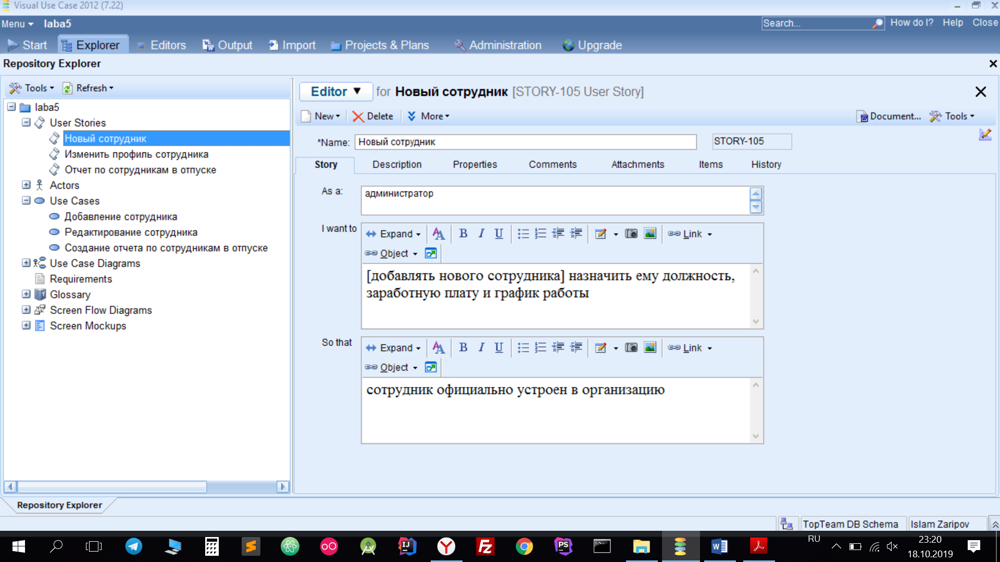 Visual Use Case 2012 (7.22)
Menu laba5 Search... How do I? Help Close
Start Explorer Editors Output Import Projects & Plans Administration Upgrade
Repository Explorer
Tools Refresh
laba5
User Stories
Новый сотрудник
Изменить профиль сотрудника
Отчет по сотрудникам в отпуске
Actors
Use Cases
Добавление сотрудника
Редактирование сотрудника
Создание отчета по сотрудникам в отпуске
Use Case Diagrams
Requirements
Glossary
Screen Flow Diagrams
Screen Mockups
Editor for Новый сотрудник [STORY-105 User Story]
New Delete More Document... Tools
*Name: Новый сотрудник STORY-105
Story Description Properties Comments Attachments Items History
As a: администратор
I want to Expand B I U Link
Object
[добавлять нового сотрудника] назначить ему должность,
заработную плату и график работы
So that Expand B I U Link
Object
сотрудник официально устроен в организацию
Repository Explorer
TopTeam DB Schema Islam Zaripov
RU
23:20
18.10.2019